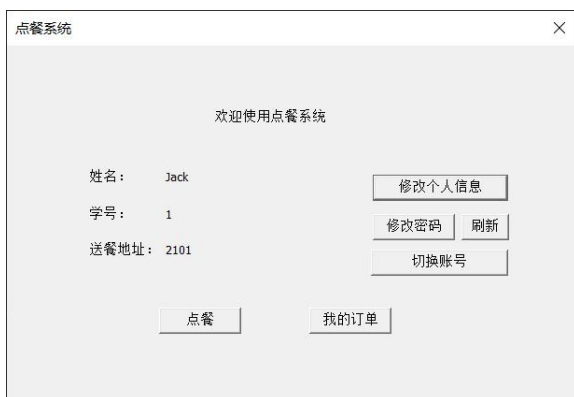 点餐系统
欢迎使用点餐系统
姓名： Jack
修改个人信息
学号： 1
修改密码 刷新
送餐地址： 2101
切换账号
点餐 我的订单